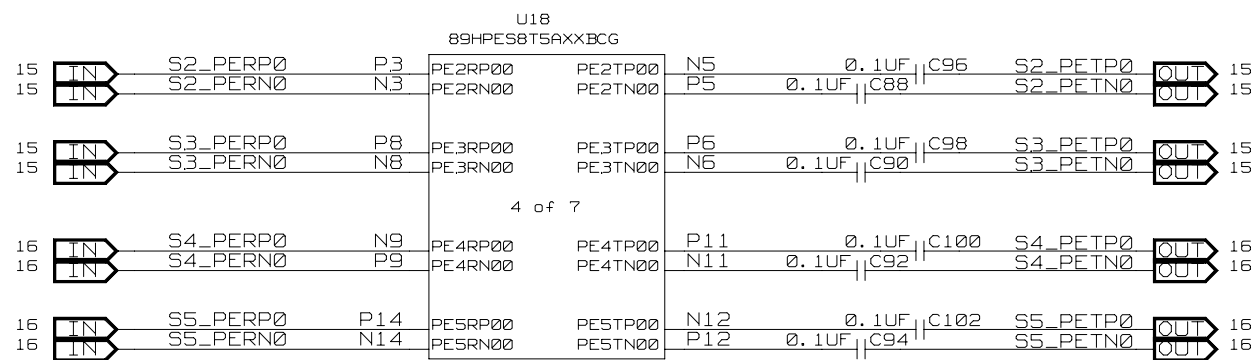 U18
89HPES8T5AXXBCG
15 IN S2_PERP0 P3 PE2RP00 PE2TP00 N5 0.1UF C96 S2_PETP0 OUT 15
15 IN S2_PERN0 N3 PE2RN00 PE2TN00 P5 0.1UF C88 S2_PETN0 OUT 15
15 IN S3_PERP0 P8 PE3RP00 PE3TP00 P6 0.1UF C98 S3_PETP0 OUT 15
15 IN S3_PERN0 N8 PE3RN00 PE3TN00 N6 0.1UF C90 S3_PETN0 OUT 15
4 of 7
16 IN S4_PERP0 N9 PE4RP00 PE4TP00 P11 0.1UF C100 S4_PETP0 OUT 16
16 IN S4_PERN0 P9 PE4RN00 PE4TN00 N11 0.1UF C92 S4_PETN0 OUT 16
16 IN S5_PERP0 P14 PE5RP00 PE5TP00 N12 0.1UF C102 S5_PETP0 OUT 16
16 IN S5_PERN0 N14 PE5RN00 PE5TN00 P12 0.1UF C94 S5_PETN0 OUT 16